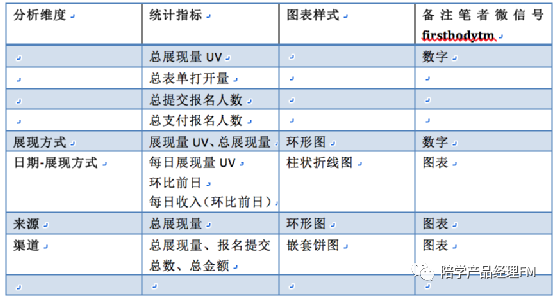 分析维度 统计指标 图表样式 备注笔者微信号
firstbodytm
总展现量 UV 数字
总表单打开量
总提交报名人数
总支付报名人数
展现方式 展现量 UV、总展现量 环形图 数字
日期-展现方式 每日展现量 UV 柱状折线图 图表
环比前日
每日收入（环比前日）
来源 总展现量 环形图 图表
渠道 总展现量、报名提交 嵌套饼图 图表
总数、总金额
陪学产品经理FM